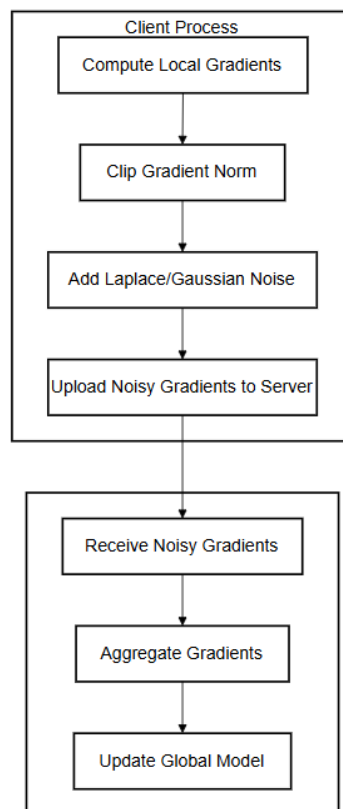 Client Process
Compute Local Gradients
Clip Gradient Norm
Add Laplace/Gaussian Noise
Upload Noisy Gradients to Server
Receive Noisy Gradients
Aggregate Gradients
Update Global Model